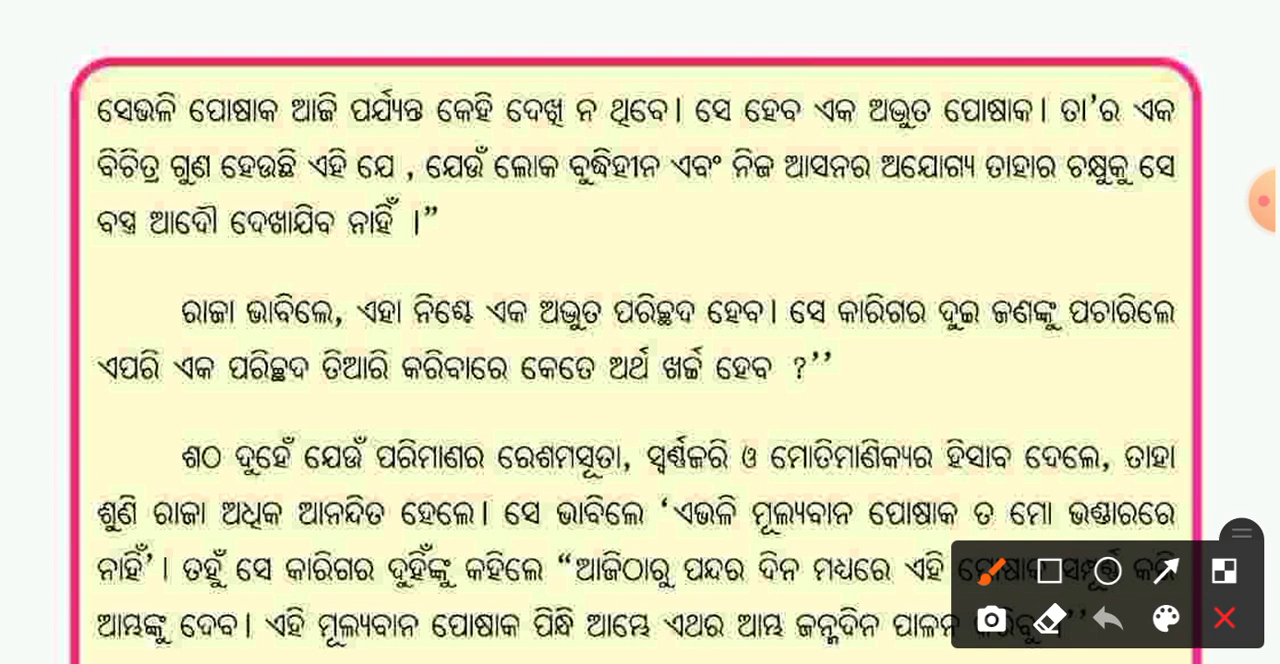 ସେଭଳି ପୋଷାକ ଆଜି ପର୍ଯ୍ୟନ୍ତ କେହି ଦେଖି ନ ଥିବେ। ସେ ହେବ ଏକ ଅଦ୍ଭୁତ ପୋଷାକ। ତା’ର ଏକ
ବିଚିତ୍ର ଗୁଣ ହେଉଛି ଏହି ଯେ , ଯେଉଁ ଲୋକ ବୁଦ୍ଧିହୀନ ଏବଂ ନିଜ ଆସନର ଅଯୋଗ୍ୟ ତାହାର ଚକ୍ଷୁକୁ ସେ
ବସ୍ତ୍ର ଆଦୌ ଦେଖାଯିବ ନାହିଁ ।”
ରାଜା ଭାବିଲେ, ଏହା ନିଶ୍ଚେ ଏକ ଅଦ୍ଭୁତ ପରିଚ୍ଛଦ ହେବ। ସେ କାରିଗର ଦୁଇ ଜଣଙ୍କୁ ପଚାରିଲେ
ଏପରି ଏକ ପରିଚ୍ଛଦ ତିଆରି କରିବାରେ କେତେ ଅର୍ଥ ଖର୍ଚ୍ଚ ହେବ ?’’
ଶଠ ଦୁହେଁ ଯେଉଁ ପରିମାଣର ରେଶମସୂତା, ସ୍ୱର୍ଣ୍ଣଜରି ଓ ମୋତିମାଣିକ୍ୟର ହିସାବ ଦେଲେ, ତାହା
ଶୁଣି ରାଜା ଅଧିକ ଆନନ୍ଦିତ ହେଲେ। ସେ ଭାବିଲେ ‘ଏଭଳି ମୂଲ୍ୟବାନ ପୋଷାକ ତ ମୋ ଭଣ୍ଡାରରେ
ନାହିଁ’। ତହୁଁ ସେ କାରିଗର ଦୁହିଁଙ୍କୁ କହିଲେ “ଆଜିଠାରୁ ପନ୍ଦର ଦିନ ମଧ୍ୟରେ ଏହି ପୋଷାକ ସମ୍ପୂର୍ଣ୍ଣ କରି
ଆମ୍ଭଙ୍କୁ ଦେବ। ଏହି ମୂଲ୍ୟବାନ ପୋଷାକ ପିନ୍ଧି ଆମ୍ଭେ ଏଥର ଆମ୍ଭ ଜନ୍ମଦିନ ପାଳନ କରିବୁ।’’